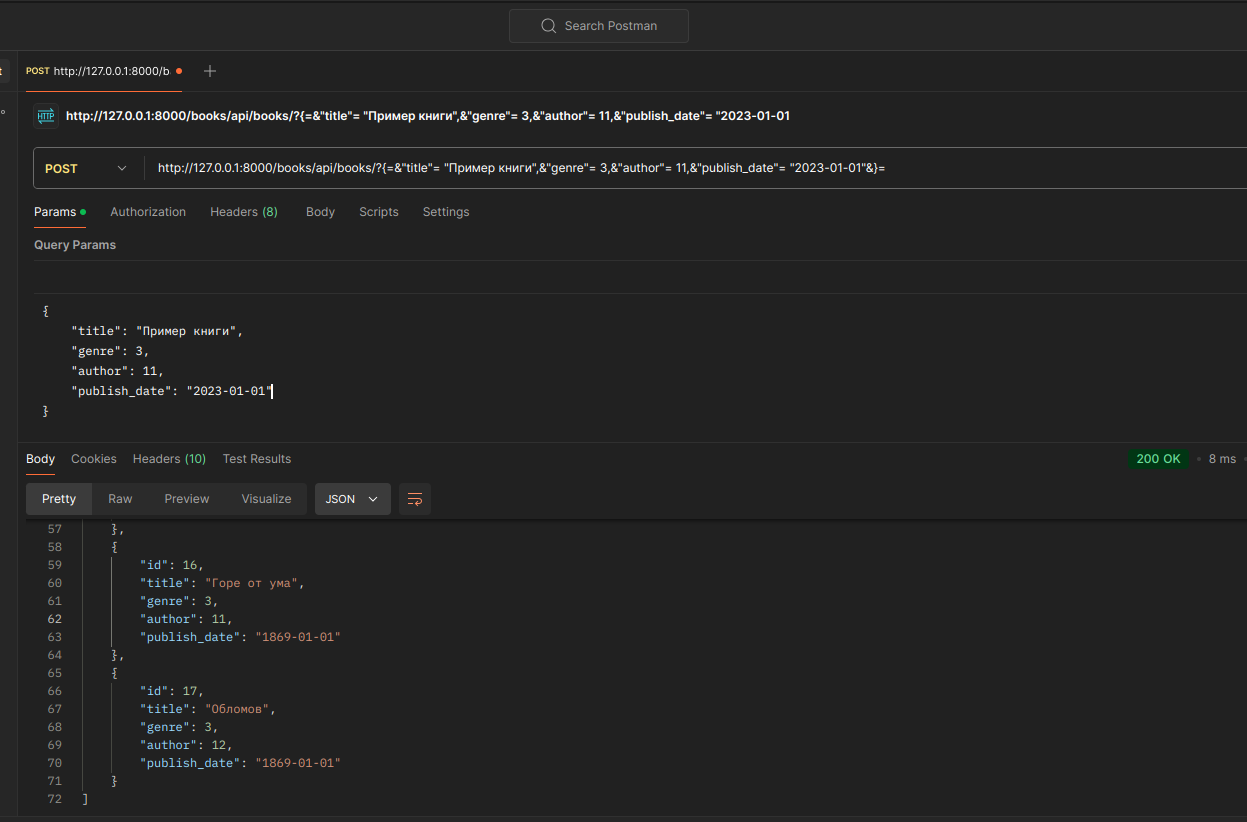 Search Postman
t
POST http://127.0.0.1:8000/b
http://127.0.0.1:8000/books/api/books/?{=&"title"= "Пример книги",&"genre"= 3,&"author"= 11,&"publish_date"= "2023-01-01
POST http://127.0.0.1:8000/books/api/books/?{=&"title"= "Пример книги",&"genre"= 3,&"author"= 11,&"publish_date"= "2023-01-01"&}=
Params Authorization Headers (8) Body Scripts Settings
Query Params
{
"title": "Пример книги",
"genre": 3,
"author": 11,
"publish_date": "2023-01-01"
}
Body Cookies Headers (10) Test Results 200 OK 8 ms
Pretty Raw Preview Visualize JSON
57 },
58 {
59 "id": 16,
60 "title": "Горе от ума",
61 "genre": 3,
62 "author": 11,
63 "publish_date": "1869-01-01"
64 },
65 {
66 "id": 17,
67 "title": "Обломов",
68 "genre": 3,
69 "author": 12,
70 "publish_date": "1869-01-01"
71 }
72 ]